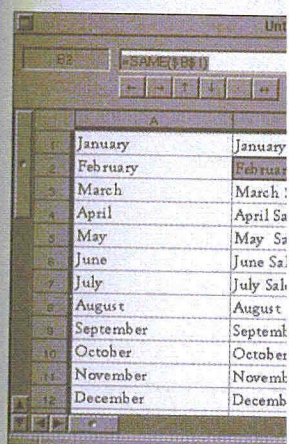 Unt
B2 =SAME($B$1)
A
1 January January
2 February Februar
3 March March
4 April April Sa
5 May May Sa
6 June June Sal
7 July July Sale
8 August August
9 September Septemb
10 October October
11 November Novemb
12 December Decemb